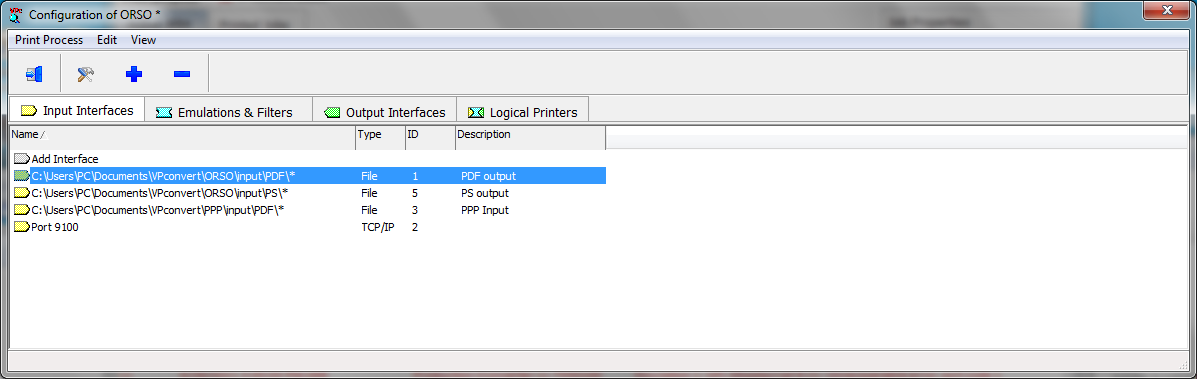 Configuration of ORSO *
Print Process Edit View
Input Interfaces Emulations & Filters Output Interfaces Logical Printers
Name Type ID Description
Add Interface
C:\Users\PC\Documents\VPconvert\ORSO\input\PDF\* File 1 PDF output
C:\Users\PC\Documents\VPconvert\ORSO\input\PS\* File 5 PS output
C:\Users\PC\Documents\VPconvert\PPP\input\PDF\* File 3 PPP Input
Port 9100 TCP/IP 2